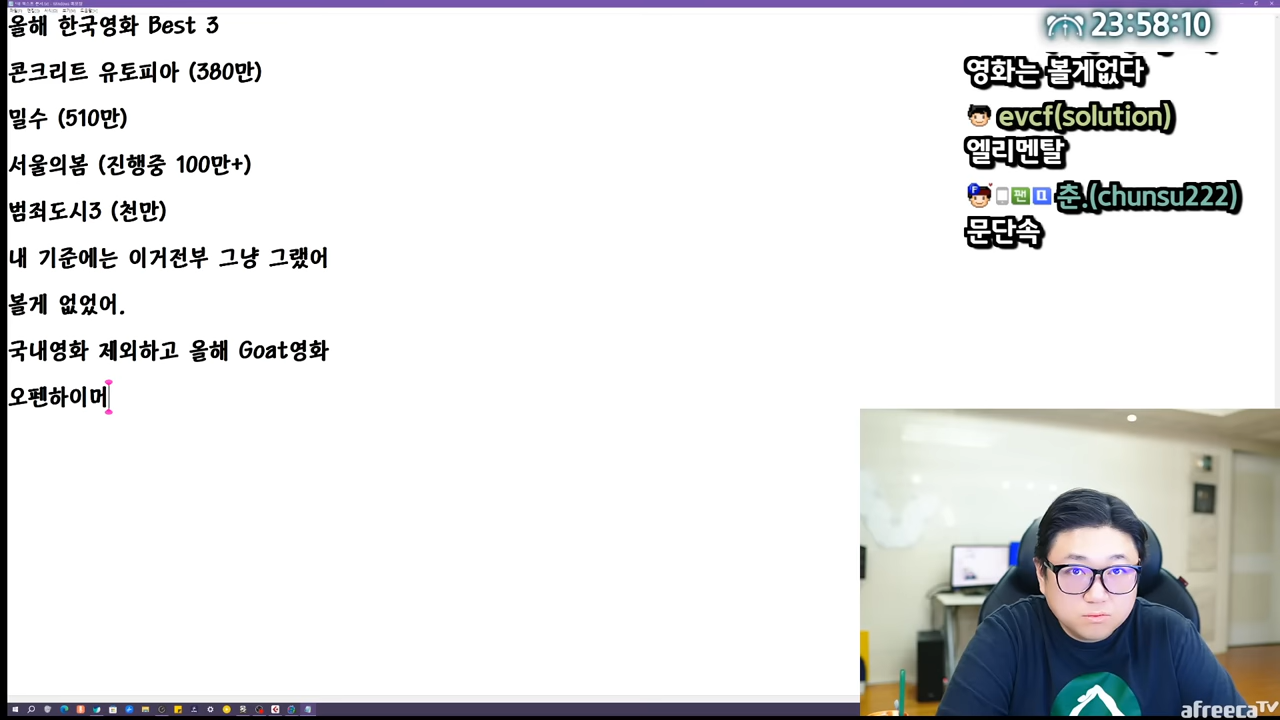 올해 한국영화 Best 3
콘크리트 유토피아 (380만)
밀수 (510만)
서울의봄 (진행중 100만+)
범죄도시3 (천만)
내 기준에는 이거전부 그냥 그랬어
볼게 없었어.
국내영화 제외하고 올해 Goat영화
오펜하이머
23:58:10
영화는 볼게없다
evcf(solution)
엘리멘탈
F 팬 춘.(chunsu222)
문단속
afreecaTV